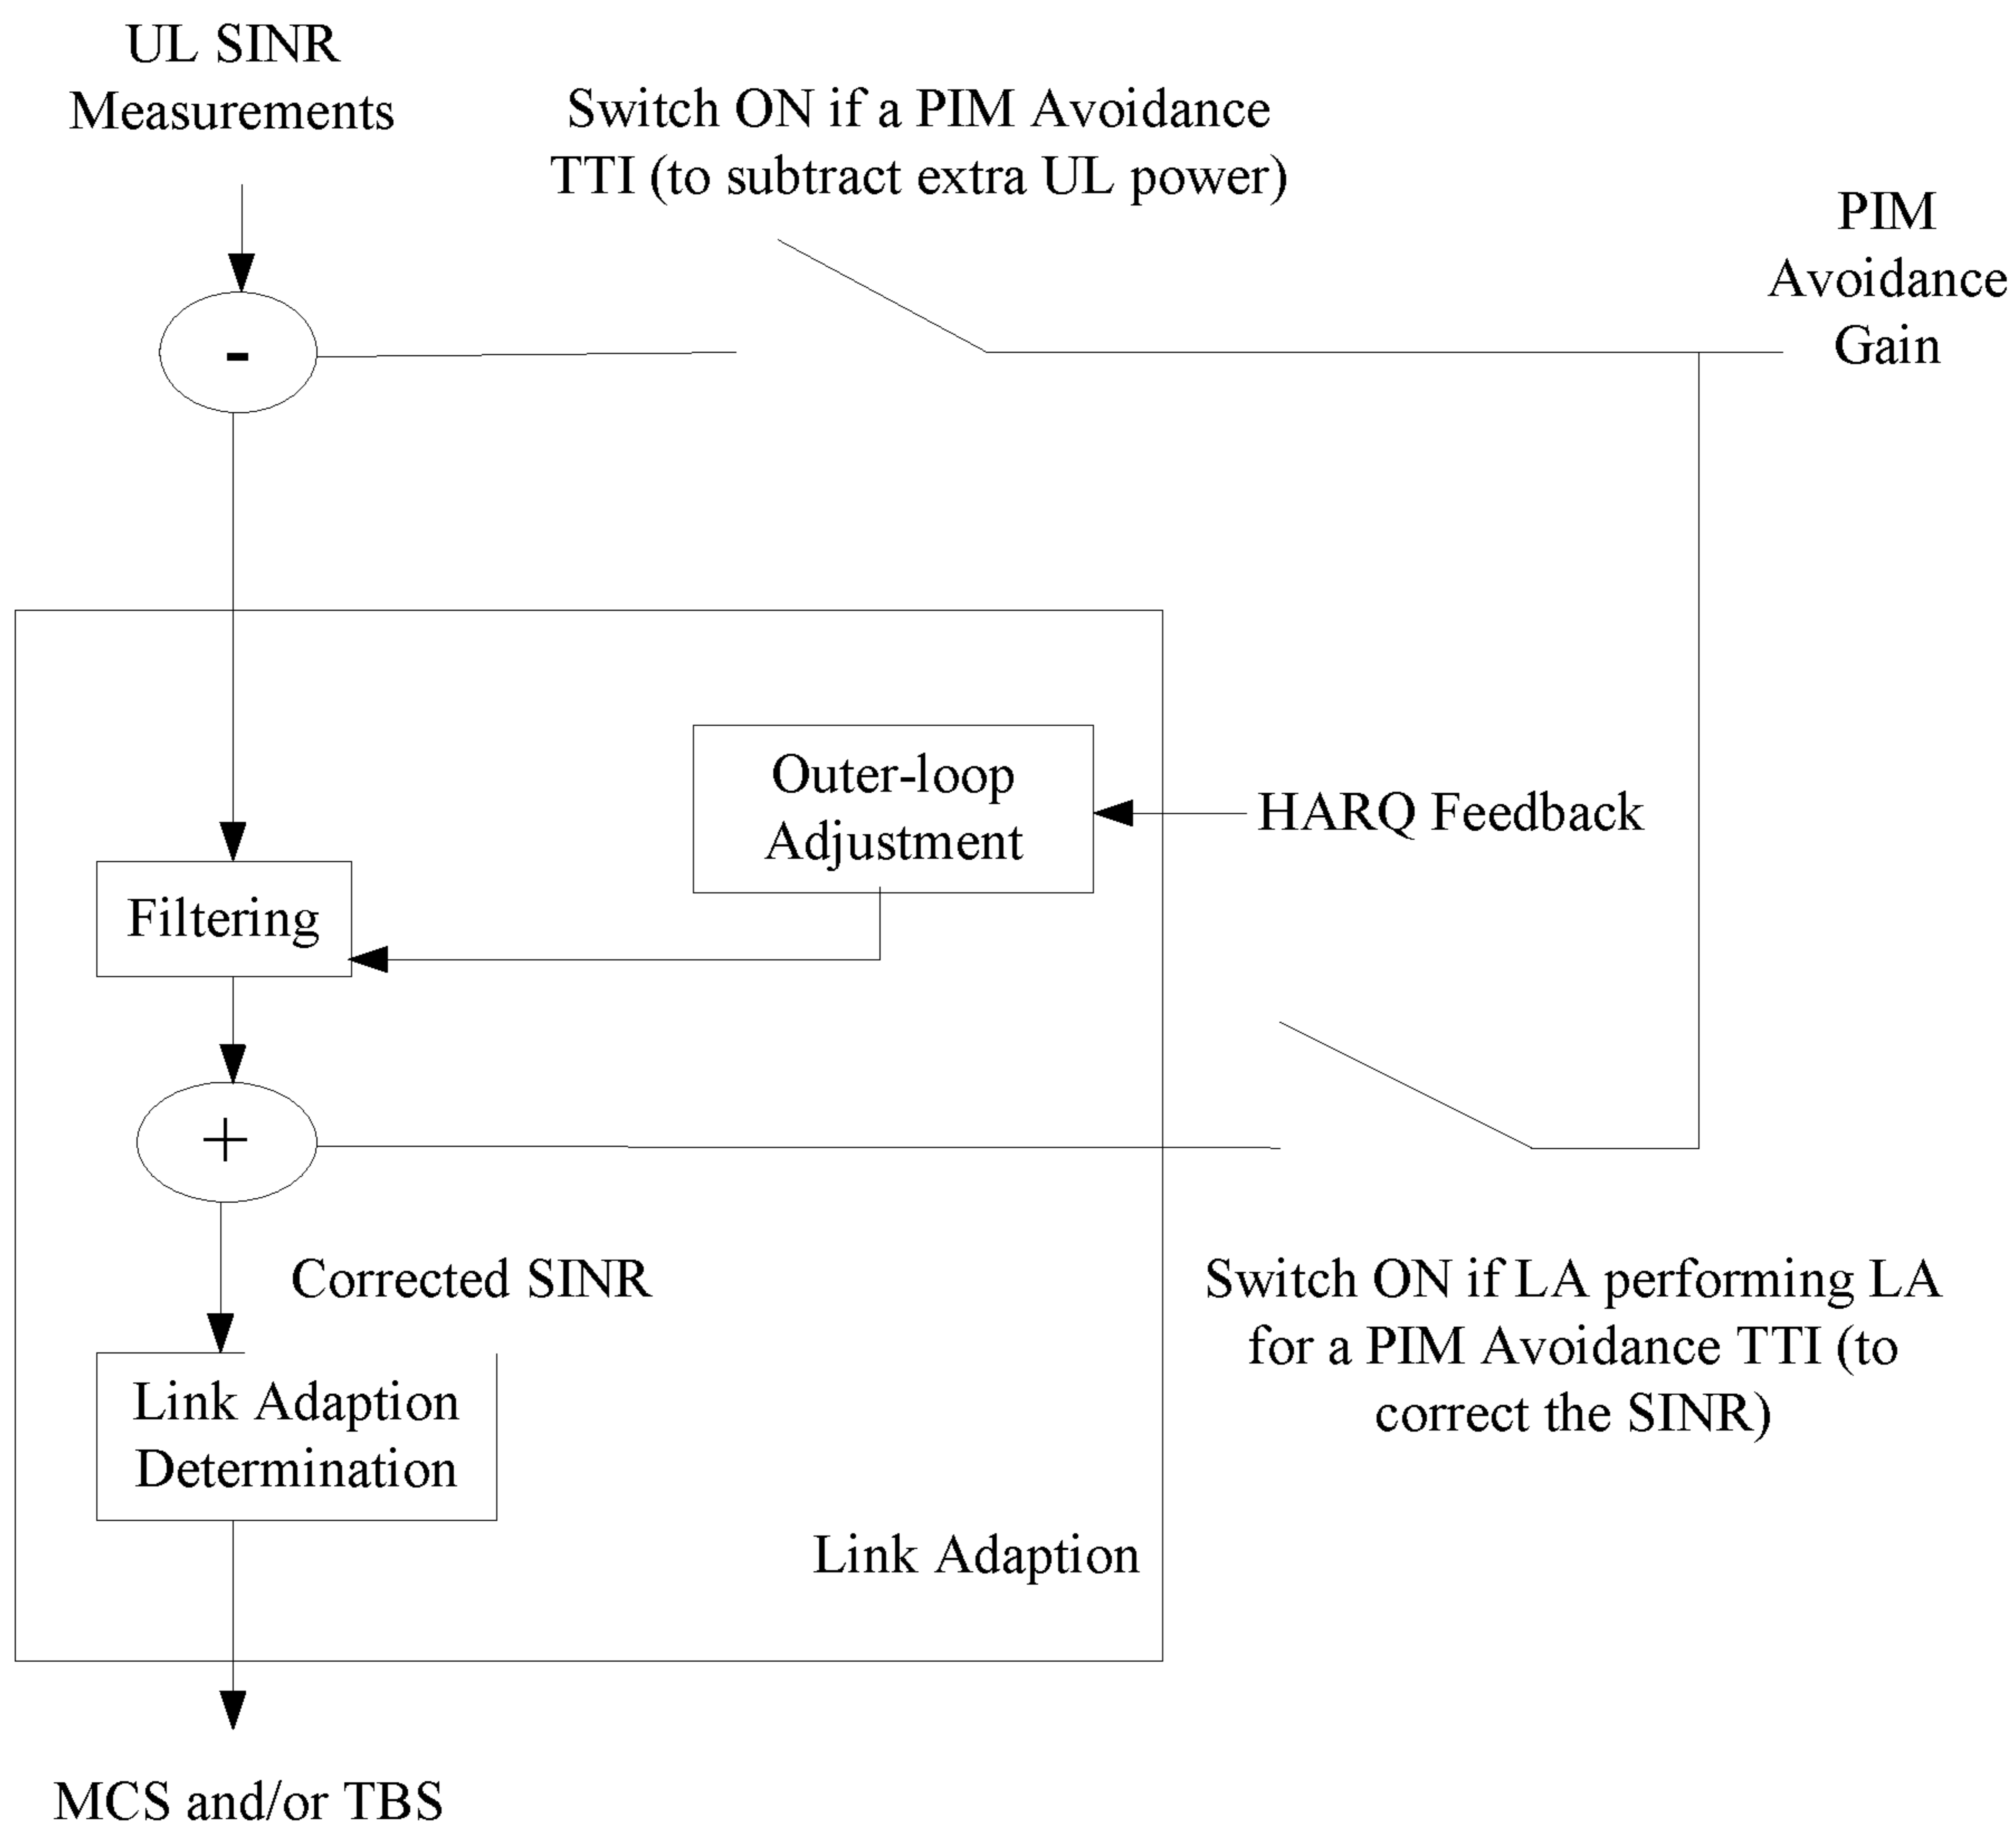 UL SINR
Measurements
Switch ON if a PIM Avoidance
TTI (to subtract extra UL power)
PIM
Avoidance
Gain
-
Outer-loop
Adjustment
HARQ Feedback
Filtering
+
Corrected SINR
Switch ON if LA performing LA
for a PIM Avoidance TTI (to
correct the SINR)
Link Adaption
Determination
Link Adaption
MCS and/or TBS